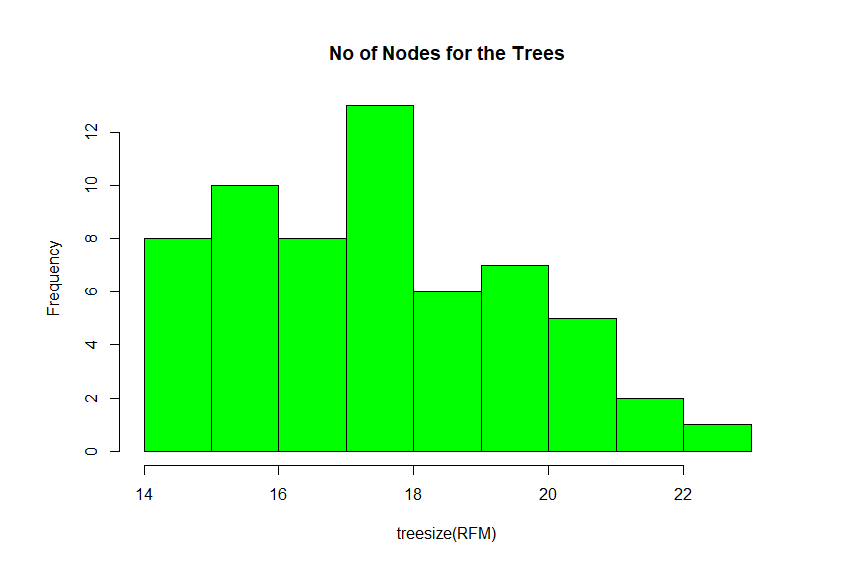 No of Nodes for the Trees
12
10
8
6
4
2
0
Frequency
14 16 18 20 22
treesize(RFM)